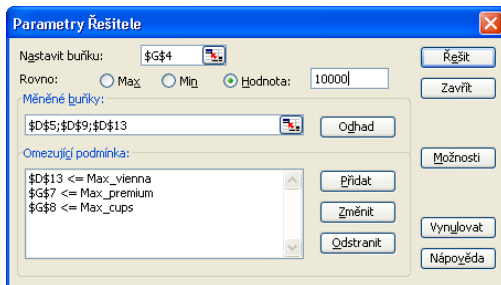 Parametry Řešitele
Nastavit buňku: $G$4 Řešit
Rovno: Max Min Hodnota: 10000 Zavřít
Měněné buňky:
$D$5;$D$9;$D$13 Odhad
Omezující podmínka: Možnosti
$D$13 <= Max_vienna Přidat
$G$7 <= Max_premium
$G$8 <= Max_cups Změnit
Vynulovat
Odstranit
Nápověda